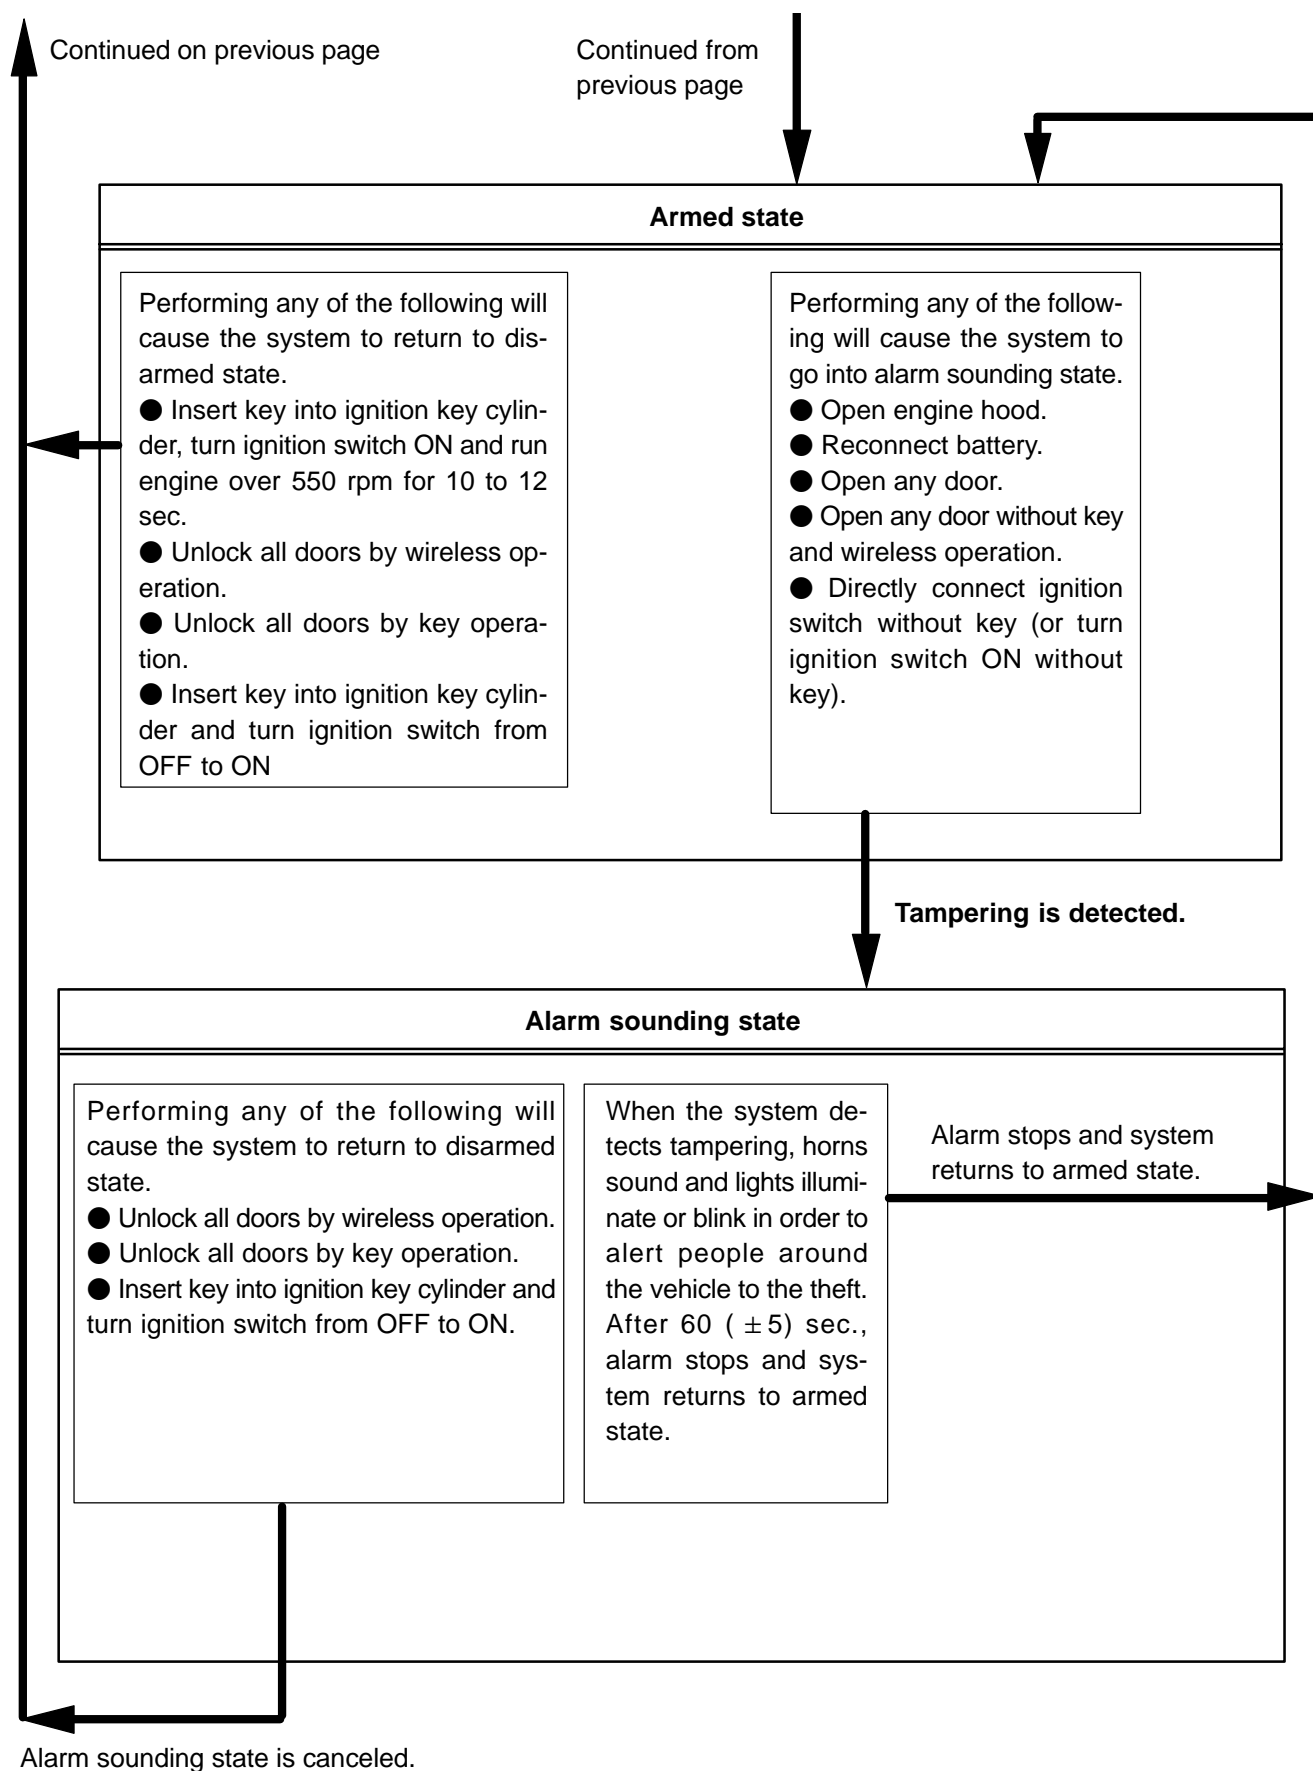 Continued on previous page
Continued from
previous page
Armed state
Performing any of the following will
cause the system to return to dis-
armed state.
● Insert key into ignition key cylin-
der, turn ignition switch ON and run
engine over 550 rpm for 10 to 12
sec.
● Unlock all doors by wireless op-
eration.
● Unlock all doors by key opera-
tion.
● Insert key into ignition key cylin-
der and turn ignition switch from
OFF to ON
Performing any of the follow-
ing will cause the system to
go into alarm sounding state.
● Open engine hood.
● Reconnect battery.
● Open any door.
● Open any door without key
and wireless operation.
● Directly connect ignition
switch without key (or turn
ignition switch ON without
key).
Tampering is detected.
Alarm sounding state
Performing any of the following will
cause the system to return to disarmed
state.
● Unlock all doors by wireless operation.
● Unlock all doors by key operation.
● Insert key into ignition key cylinder and
turn ignition switch from OFF to ON.
When the system de-
tects tampering, horns
sound and lights illumi-
nate or blink in order to
alert people around
the vehicle to the theft.
After 60 ( ±5) sec.,
alarm stops and sys-
tem returns to armed
state.
Alarm stops and system
returns to armed state.
Alarm sounding state is canceled.